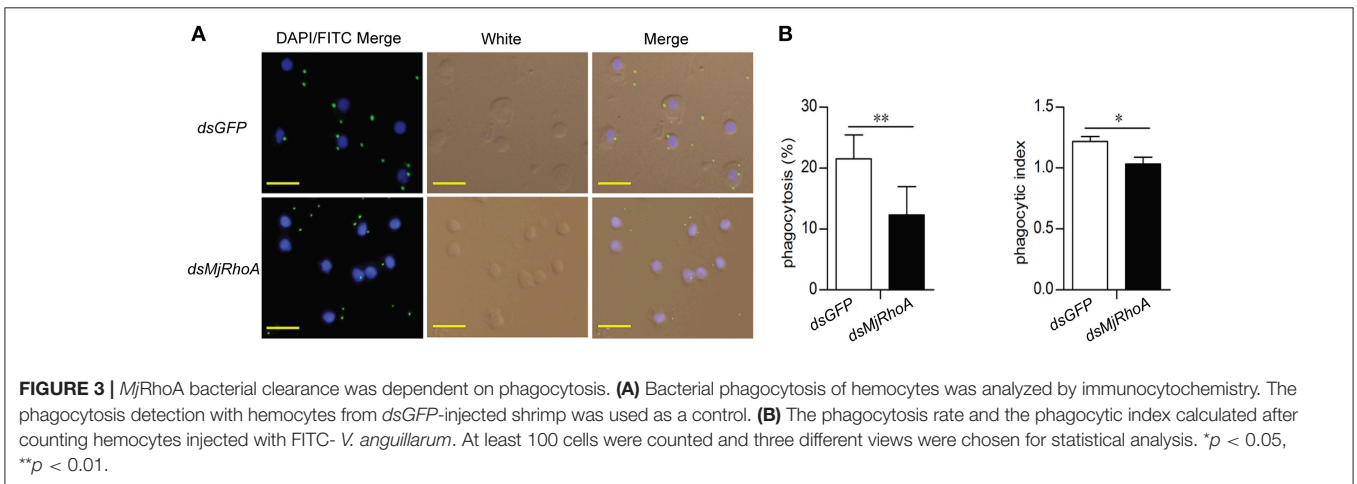 A
DAPI/FITC Merge
White
Merge
dsGFP
dsMjRhoA
B
phagocytosis (%)
30
20
10
0
**
dsGFP
dsMjRhoA
phagocytic index
1.5
1.0
0.5
0.0
*
dsGFP
dsMjRhoA
FIGURE 3 | MjRhoA bacterial clearance was dependent on phagocytosis. (A) Bacterial phagocytosis of hemocytes was analyzed by immunocytochemistry. The
phagocytosis detection with hemocytes from dsGFP-injected shrimp was used as a control. (B) The phagocytosis rate and the phagocytic index calculated after
counting hemocytes injected with FITC- V. anguillarum. At least 100 cells were counted and three different views were chosen for statistical analysis. *p < 0.05,
**p < 0.01.